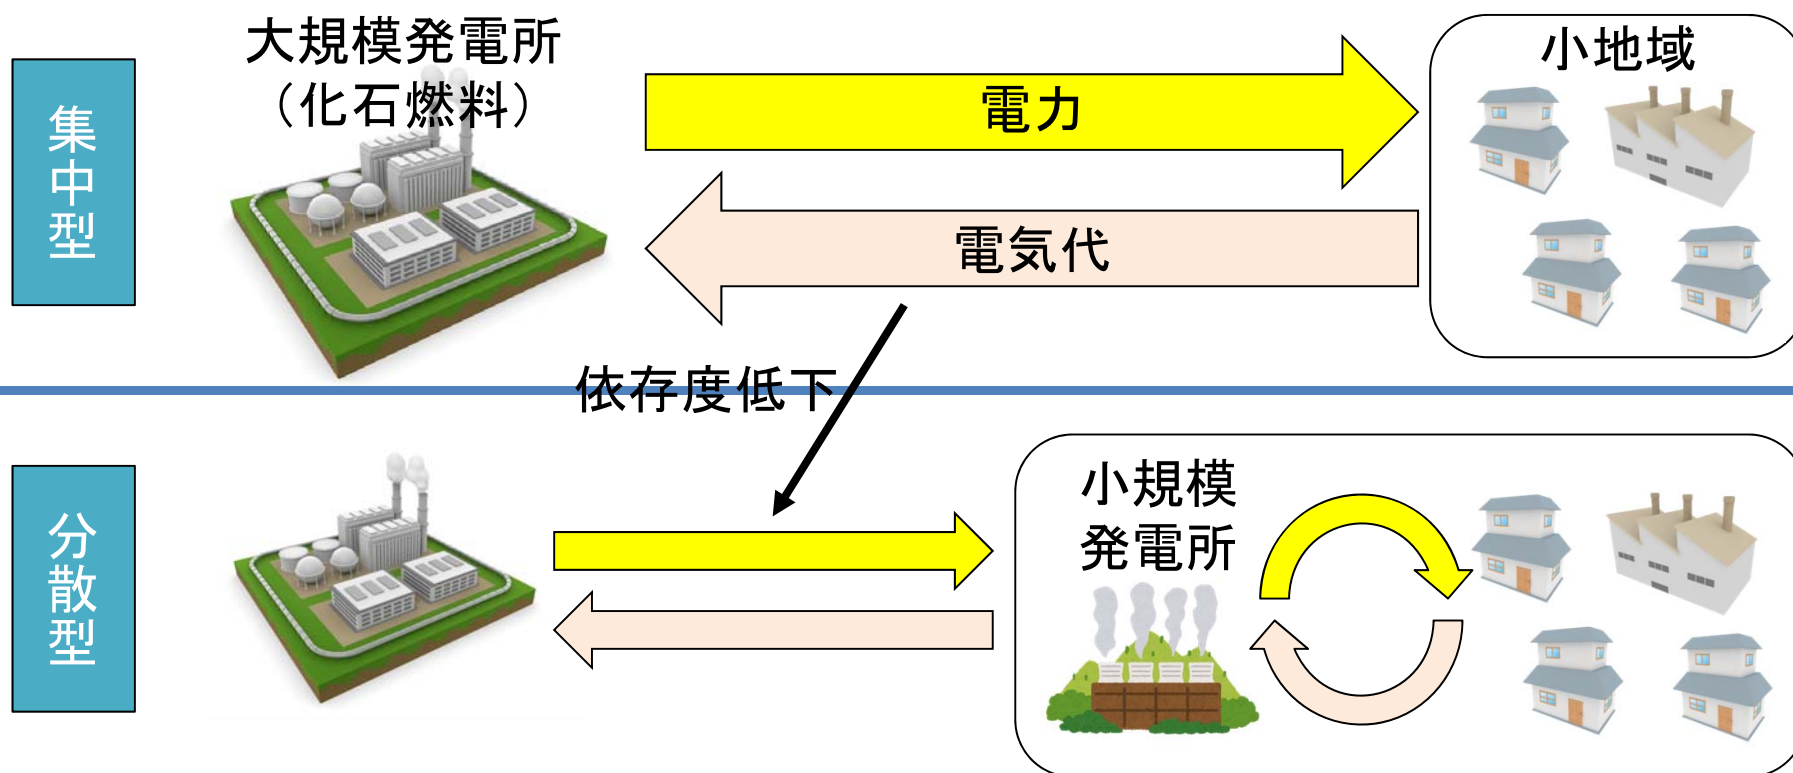 集中型
大規模発電所
（化石燃料）
電力
電気代
小地域
依存度低下
分散型
小規模
発電所